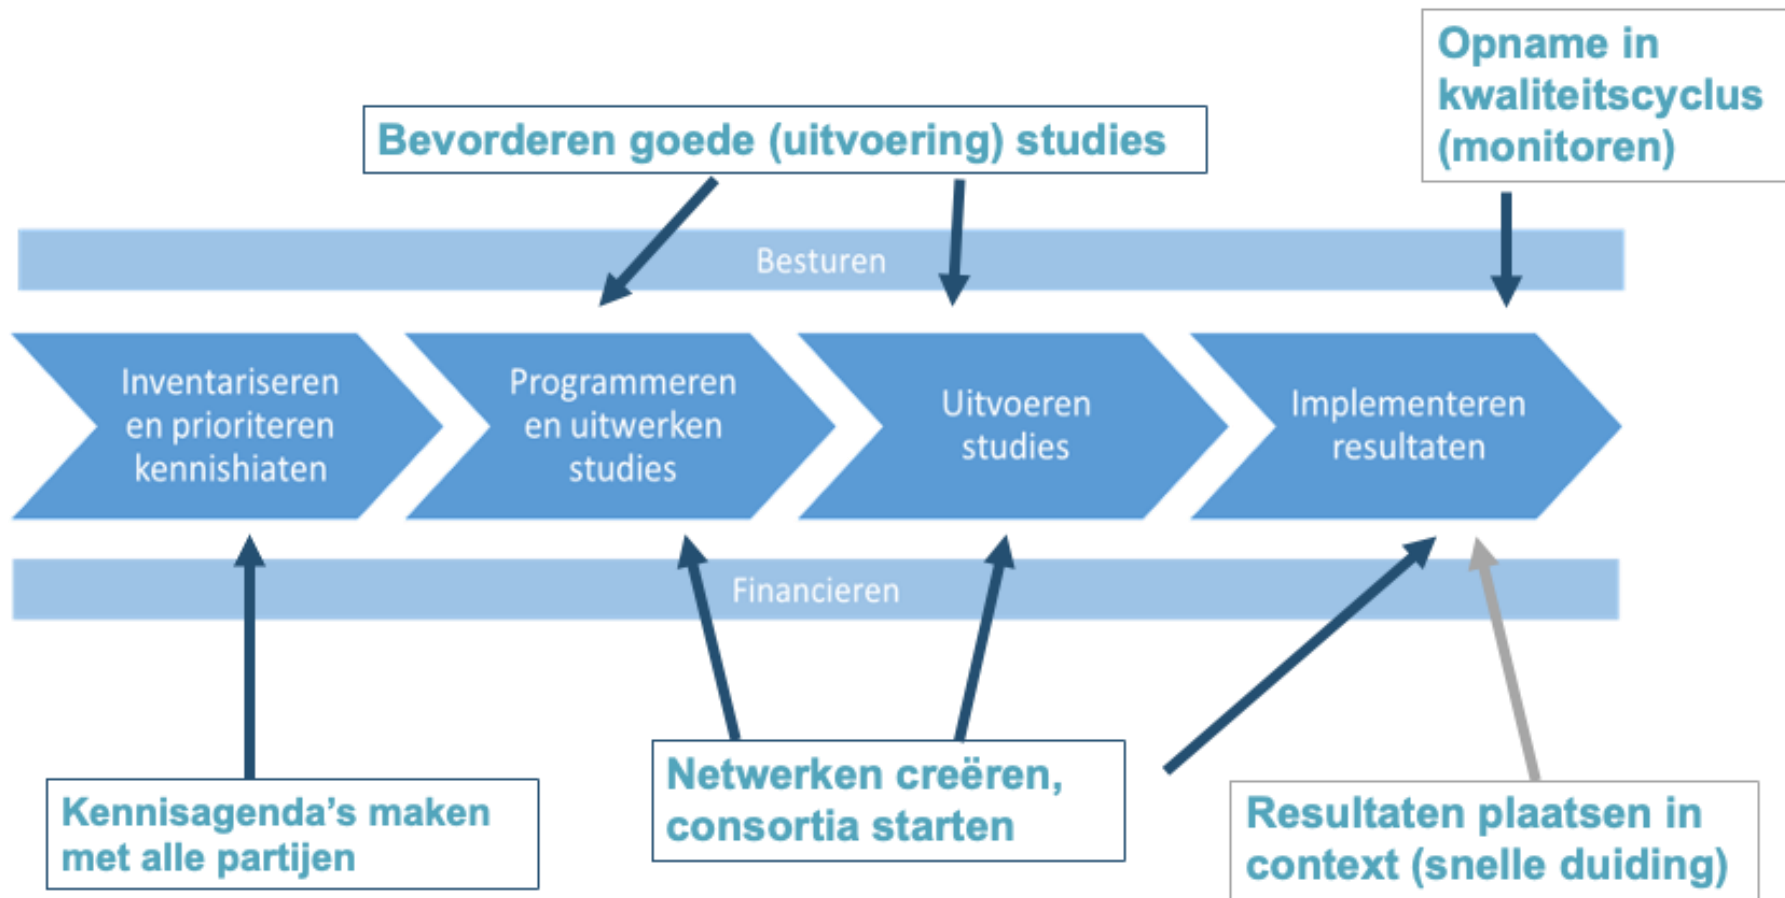 Opname in
kwaliteitscyclus
(monitoren)
Bevorderen goede (uitvoering) studies
Besturen
Inventariseren
en prioriteren
kennishiaten
Programmeren
en uitwerken
studies
Uitvoeren
studies
Implementeren
resultaten
Financieren
Kennisagenda’s maken
met alle partijen
Netwerken creëren,
consortia starten
Resultaten plaatsen in
context (snelle duiding)